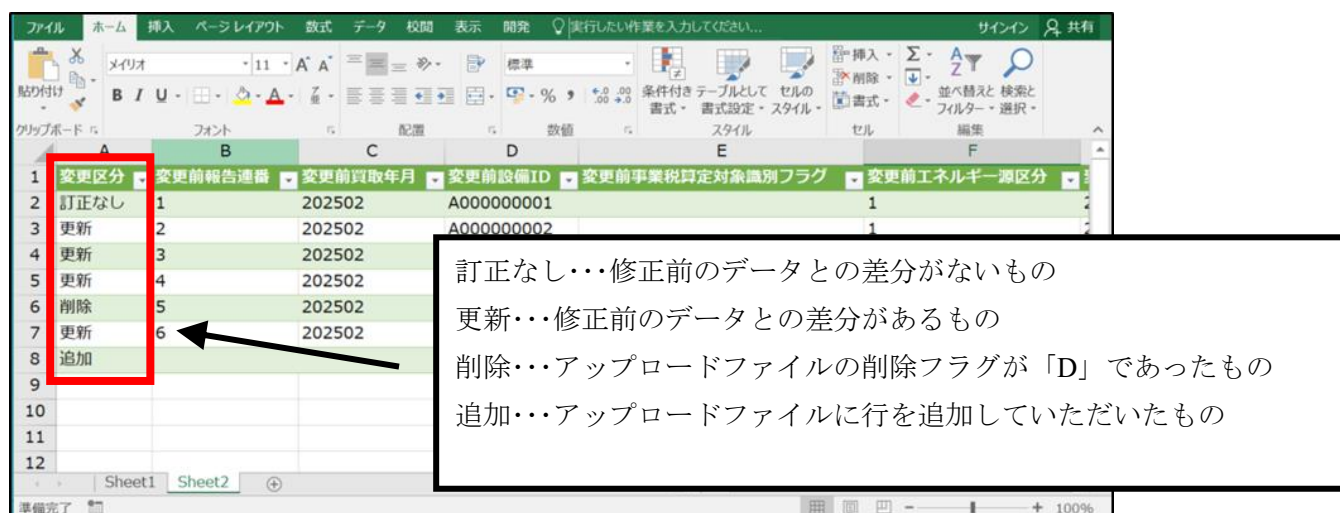 ファイル ホーム 挿入 ページ レイアウト 数式 データ 校閲 表示 開発 実行したい作業を入力してください... サインイン 共有
メイリオ 11 A A 標準 挿入 Σ
貼り付け B I U A % 条件付き テーブルとして セルの 削除 並べ替えと 検索と
書式 書式設定 スタイル 書式 フィルター 選択
クリップボード フォント 配置 数値 スタイル セル 編集
A B C D E F
1 変更区分 変更前報告連番 変更前買取年月 変更前設備ID 変更前事業税算定対象識別フラグ 変更前エネルギー源区分
2 訂正なし 1 202502 A000000001 1
3 更新 2 202502 A000000002 1
4 更新 3 202502
5 更新 4 202502
6 削除 5 202502
7 更新 6 202502
8 追加
9
10
11
12
訂正なし･･･修正前のデータとの差分がないもの
更新･･･修正前のデータとの差分があるもの
削除･･･アップロードファイルの削除フラグが「D」であったもの
追加･･･アップロードファイルに行を追加していただいたもの
Sheet1 Sheet2
準備完了 100%